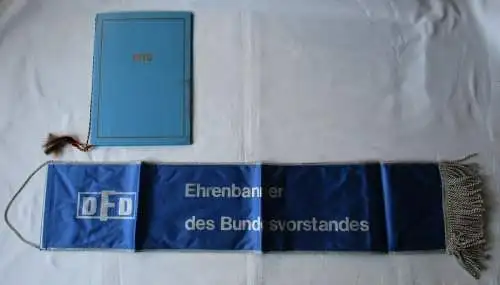 DFD
Ehrenbanner
des Bundesvorstandes